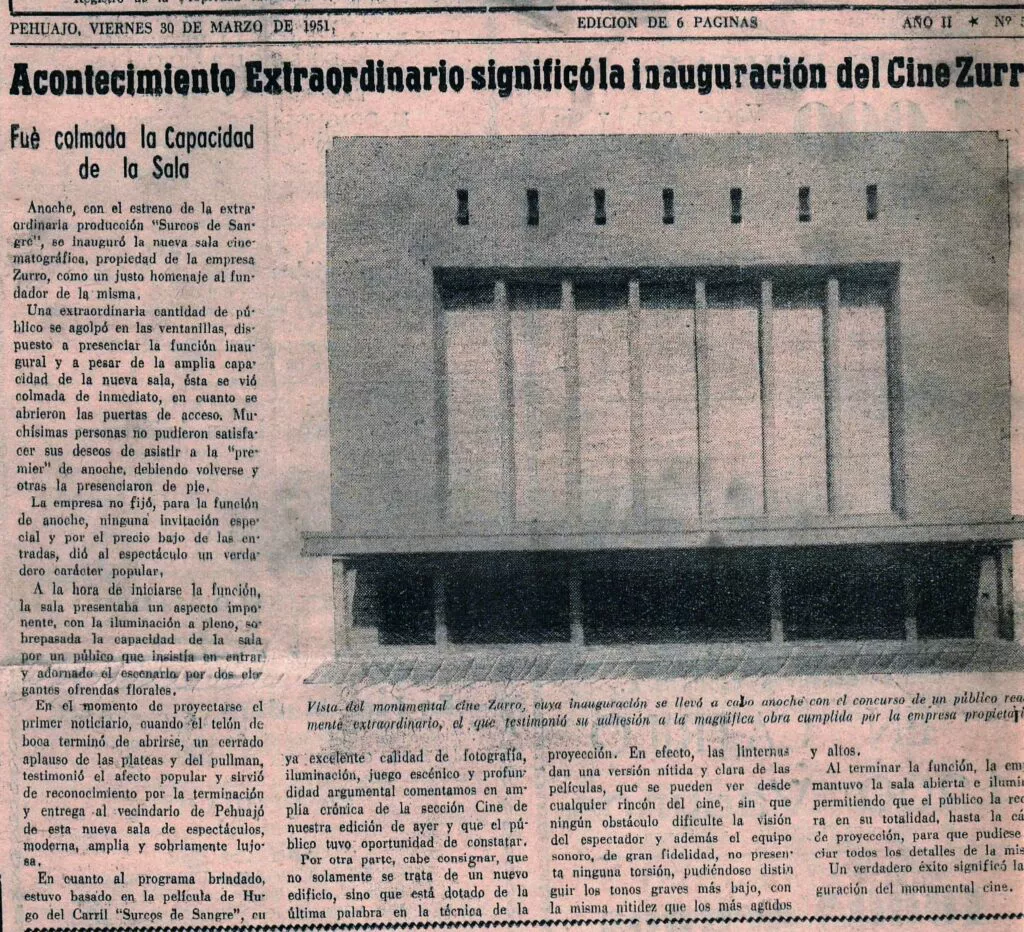 PEHUAJO, VIERNES 30 DE MARZO DE 1951,
EDICION DE 6 PAGINAS
AÑO II ★ Nº
Acontecimiento Extraordinario significó la inauguración del Cine Zurr
Fuè colmada la Capacidad
de la Sala
Anoche, con el estreno de la extra-
ordinaria producción "Surcos de San-
gre", se inauguró la nueva sala cine-
matográfica, propiedad de la empresa
Zurro, como un justo homenaje al fun-
dador de la misma.
Una extraordinaria cantidad de pú-
blico se agolpó en las ventanillas, dis-
puesto a presenciar la función inau-
gural y a pesar de la amplia capa-
cidad de la nueva sala, ésta se vió
colmada de inmediato, en cuanto se
abrieron las puertas de acceso. Mu-
chísimas personas no pudieron satisfa-
cer sus deseos de asistir a la "pre-
mier" de anoche, debiendo volverse y
otras la presenciaron de pie.
La empresa no fijó, para la función
de anoche, ninguna invitación espe-
cial y por el precio bajo de las en-
tradas, dió al espectáculo un verda-
dero carácter popular,
A la hora de iniciarse la función,
la sala presentaba un aspecto impo-
nente, con la iluminación a pleno, so-
brepasada la capacidad de la sala
por un púbico que insistía en entrar
y adornado el escenario por dos ele-
gantes ofrendas florales.
En el momento de proyectarse el
primer noticiario, cuando el telón de
boca terminó de abrirse, un cerrado
aplauso de las plateas y del pullman,
testimonió el afecto popular y sirvió
de reconocimiento por la terminación
y entrega al vecindario de Pehuajó
de esta nueva sala de espectáculos,
moderna, amplia y sobriamente lujo-
sa.
En cuanto al programa brindado,
estuvo basado en la película de Hu-
go del Carril "Surcos de Sangre", cu
Vista del monumental cine Zurro, cuya inauguración se llevó a cabo anoche con el concurso de un público rea
mente extraordinario, el que testimonió su adhesión a la magnífica obra cumplida por la empresa propietari
ya excelente calidad de fotografía,
iluminación, juego escénico y profun-
didad argumental comentamos en am-
plia crónica de la sección Cine de
nuestra edición de ayer y que el pú-
blico tuvo oportunidad de constatar.
Por otra parte, cabe consignar, que
no solamente se trata de un nuevo
edificio, sino que está dotado de la
última palabra en la técnica de la
proyección. En efecto, las linternas
dan una versión nítida y clara de las
películas, que se pueden ver desde
cualquier rincón del cine, sin que
ningún obstáculo dificulte la visión
del espectador y además el equipo
sonoro, de gran fidelidad, no presen-
ta ninguna torsión, pudiéndose distin
guir los tonos graves más bajo, con
la misma nitidez que los más agudos
y altos.
Al terminar la función, la em
mantuvo la sala abierta e ilumi
permitiendo que el público la rec
ra en su totalidad, hasta la cá
de proyección, para que pudiese
ciar todos los detalles de la mis
Un verdadero éxito significó la
guración del monumental cine.